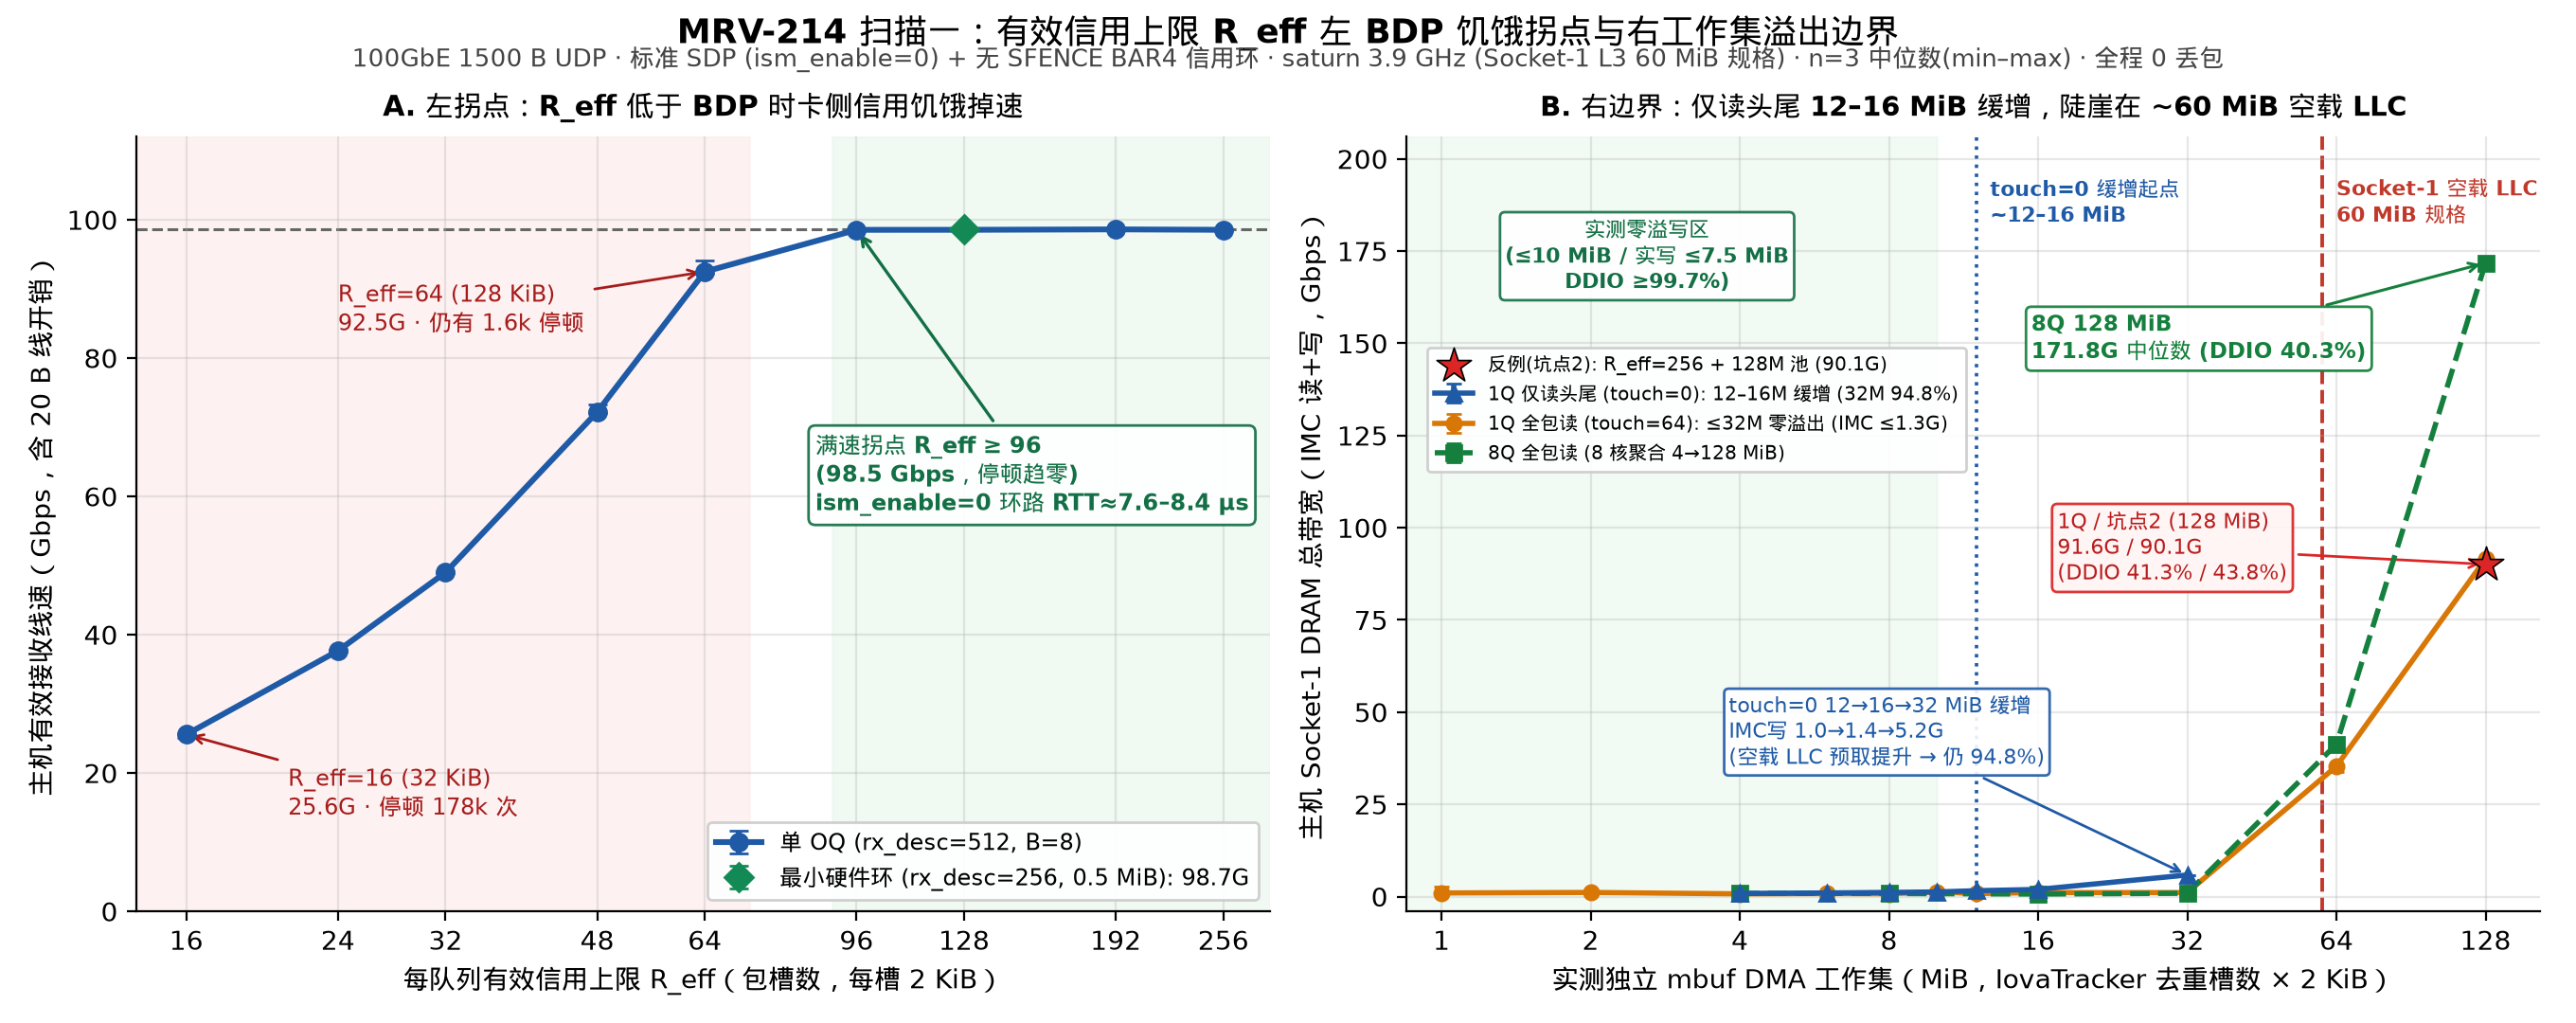 MRV-214 扫描一：有效信用上限 R_eff 左 BDP 饥饿拐点与右工作集溢出边界
100GbE 1500 B UDP · 标准 SDP (ism_enable=0) + 无 SFENCE BAR4 信用环 · saturn 3.9 GHz (Socket-1 L3 60 MiB 规格) · n=3 中位数(min–max) · 全程 0 丢包
A. 左拐点：R_eff 低于 BDP 时卡侧信用饥饿掉速
主机有效接收线速（Gbps，含 20 B 线开销）
100
80
60
40
20
0
R_eff=64 (128 KiB)
92.5G · 仍有 1.6k 停顿
满速拐点 R_eff ≥ 96
(98.5 Gbps，停顿趋零)
ism_enable=0 环路 RTT≈7.6–8.4 µs
R_eff=16 (32 KiB)
25.6G · 停顿 178k 次
单 OQ (rx_desc=512, B=8)
最小硬件环 (rx_desc=256, 0.5 MiB): 98.7G
16 24 32 48 64 96 128 192 256
每队列有效信用上限 R_eff（包槽数，每槽 2 KiB）
B. 右边界：仅读头尾 12–16 MiB 缓增，陡崖在 ~60 MiB 空载 LLC
主机 Socket-1 DRAM 总带宽（IMC 读+写，Gbps）
200
175
150
125
100
75
50
25
0
touch=0 缓增起点
~12–16 MiB
Socket-1 空载 LLC
60 MiB 规格
实测零溢写区
(≤10 MiB / 实写 ≤7.5 MiB
DDIO ≥99.7%)
8Q 128 MiB
171.8G 中位数 (DDIO 40.3%)
反例(坑点2): R_eff=256 + 128M 池 (90.1G)
1Q 仅读头尾 (touch=0): 12–16M 缓增 (32M 94.8%)
1Q 全包读 (touch=64): ≤32M 零溢出 (IMC ≤1.3G)
8Q 全包读 (8 核聚合 4→128 MiB)
1Q / 坑点2 (128 MiB)
91.6G / 90.1G
(DDIO 41.3% / 43.8%)
touch=0 12→16→32 MiB 缓增
IMC写 1.0→1.4→5.2G
(空载 LLC 预取提升 → 仍 94.8%)
1 2 4 8 16 32 64 128
实测独立 mbuf DMA 工作集（MiB，IovaTracker 去重槽数 × 2 KiB）